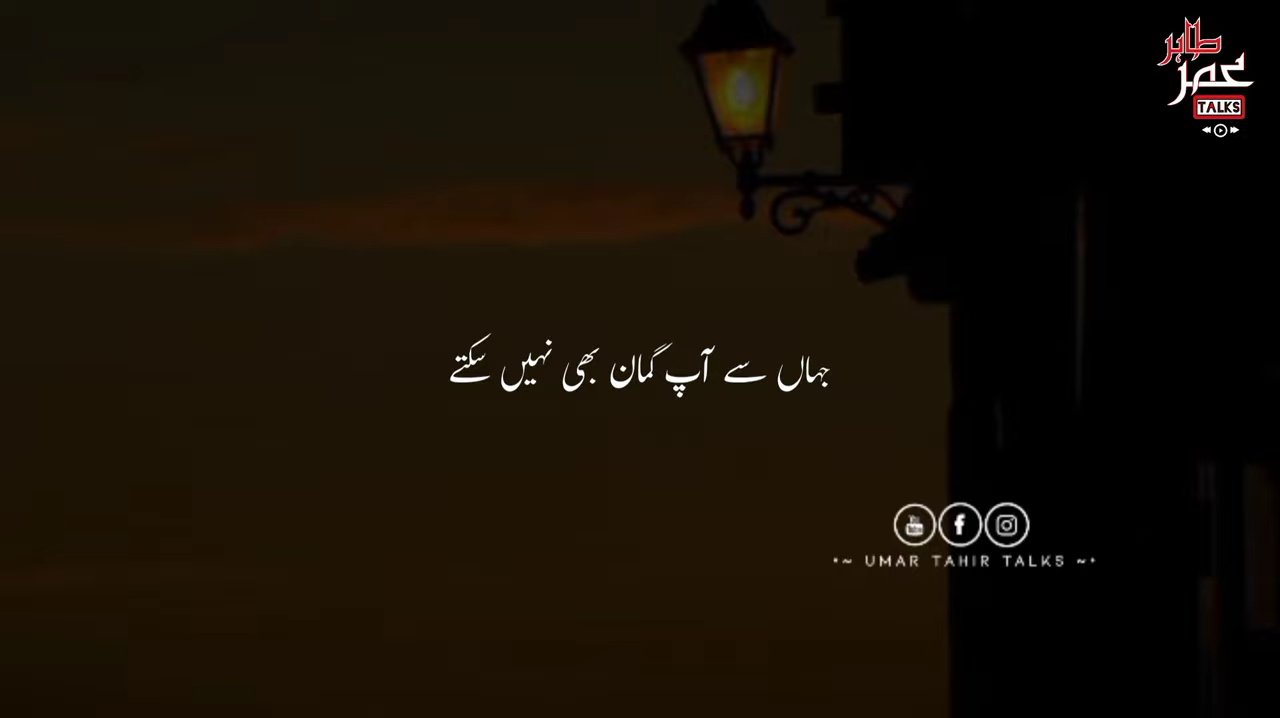 طاہر
عمر
TALKS
جہاں سے آپ گمان بھی نہیں سکتے
•~ UMAR TAHIR TALKS ~•